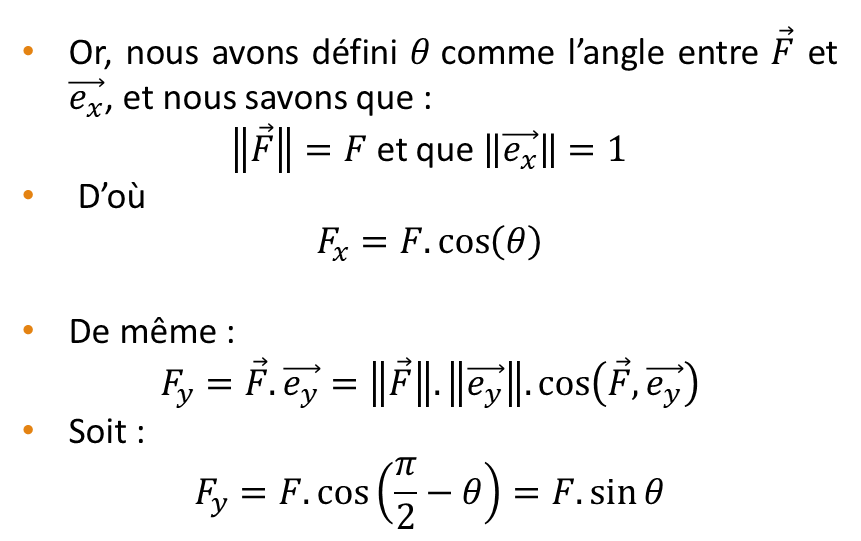 • Or, nous avons défini θ comme l’angle entre F⃗ et
e⃗ₓ, et nous savons que :
‖F⃗‖ = F et que ‖e⃗ₓ‖ = 1
• D’où
Fₓ = F. cos(θ)
• De même :
F_y = F⃗. e⃗_y = ‖F⃗‖. ‖e⃗_y‖. cos(F⃗, e⃗_y)
• Soit :
F_y = F. cos(π/2 − θ) = F. sin θ